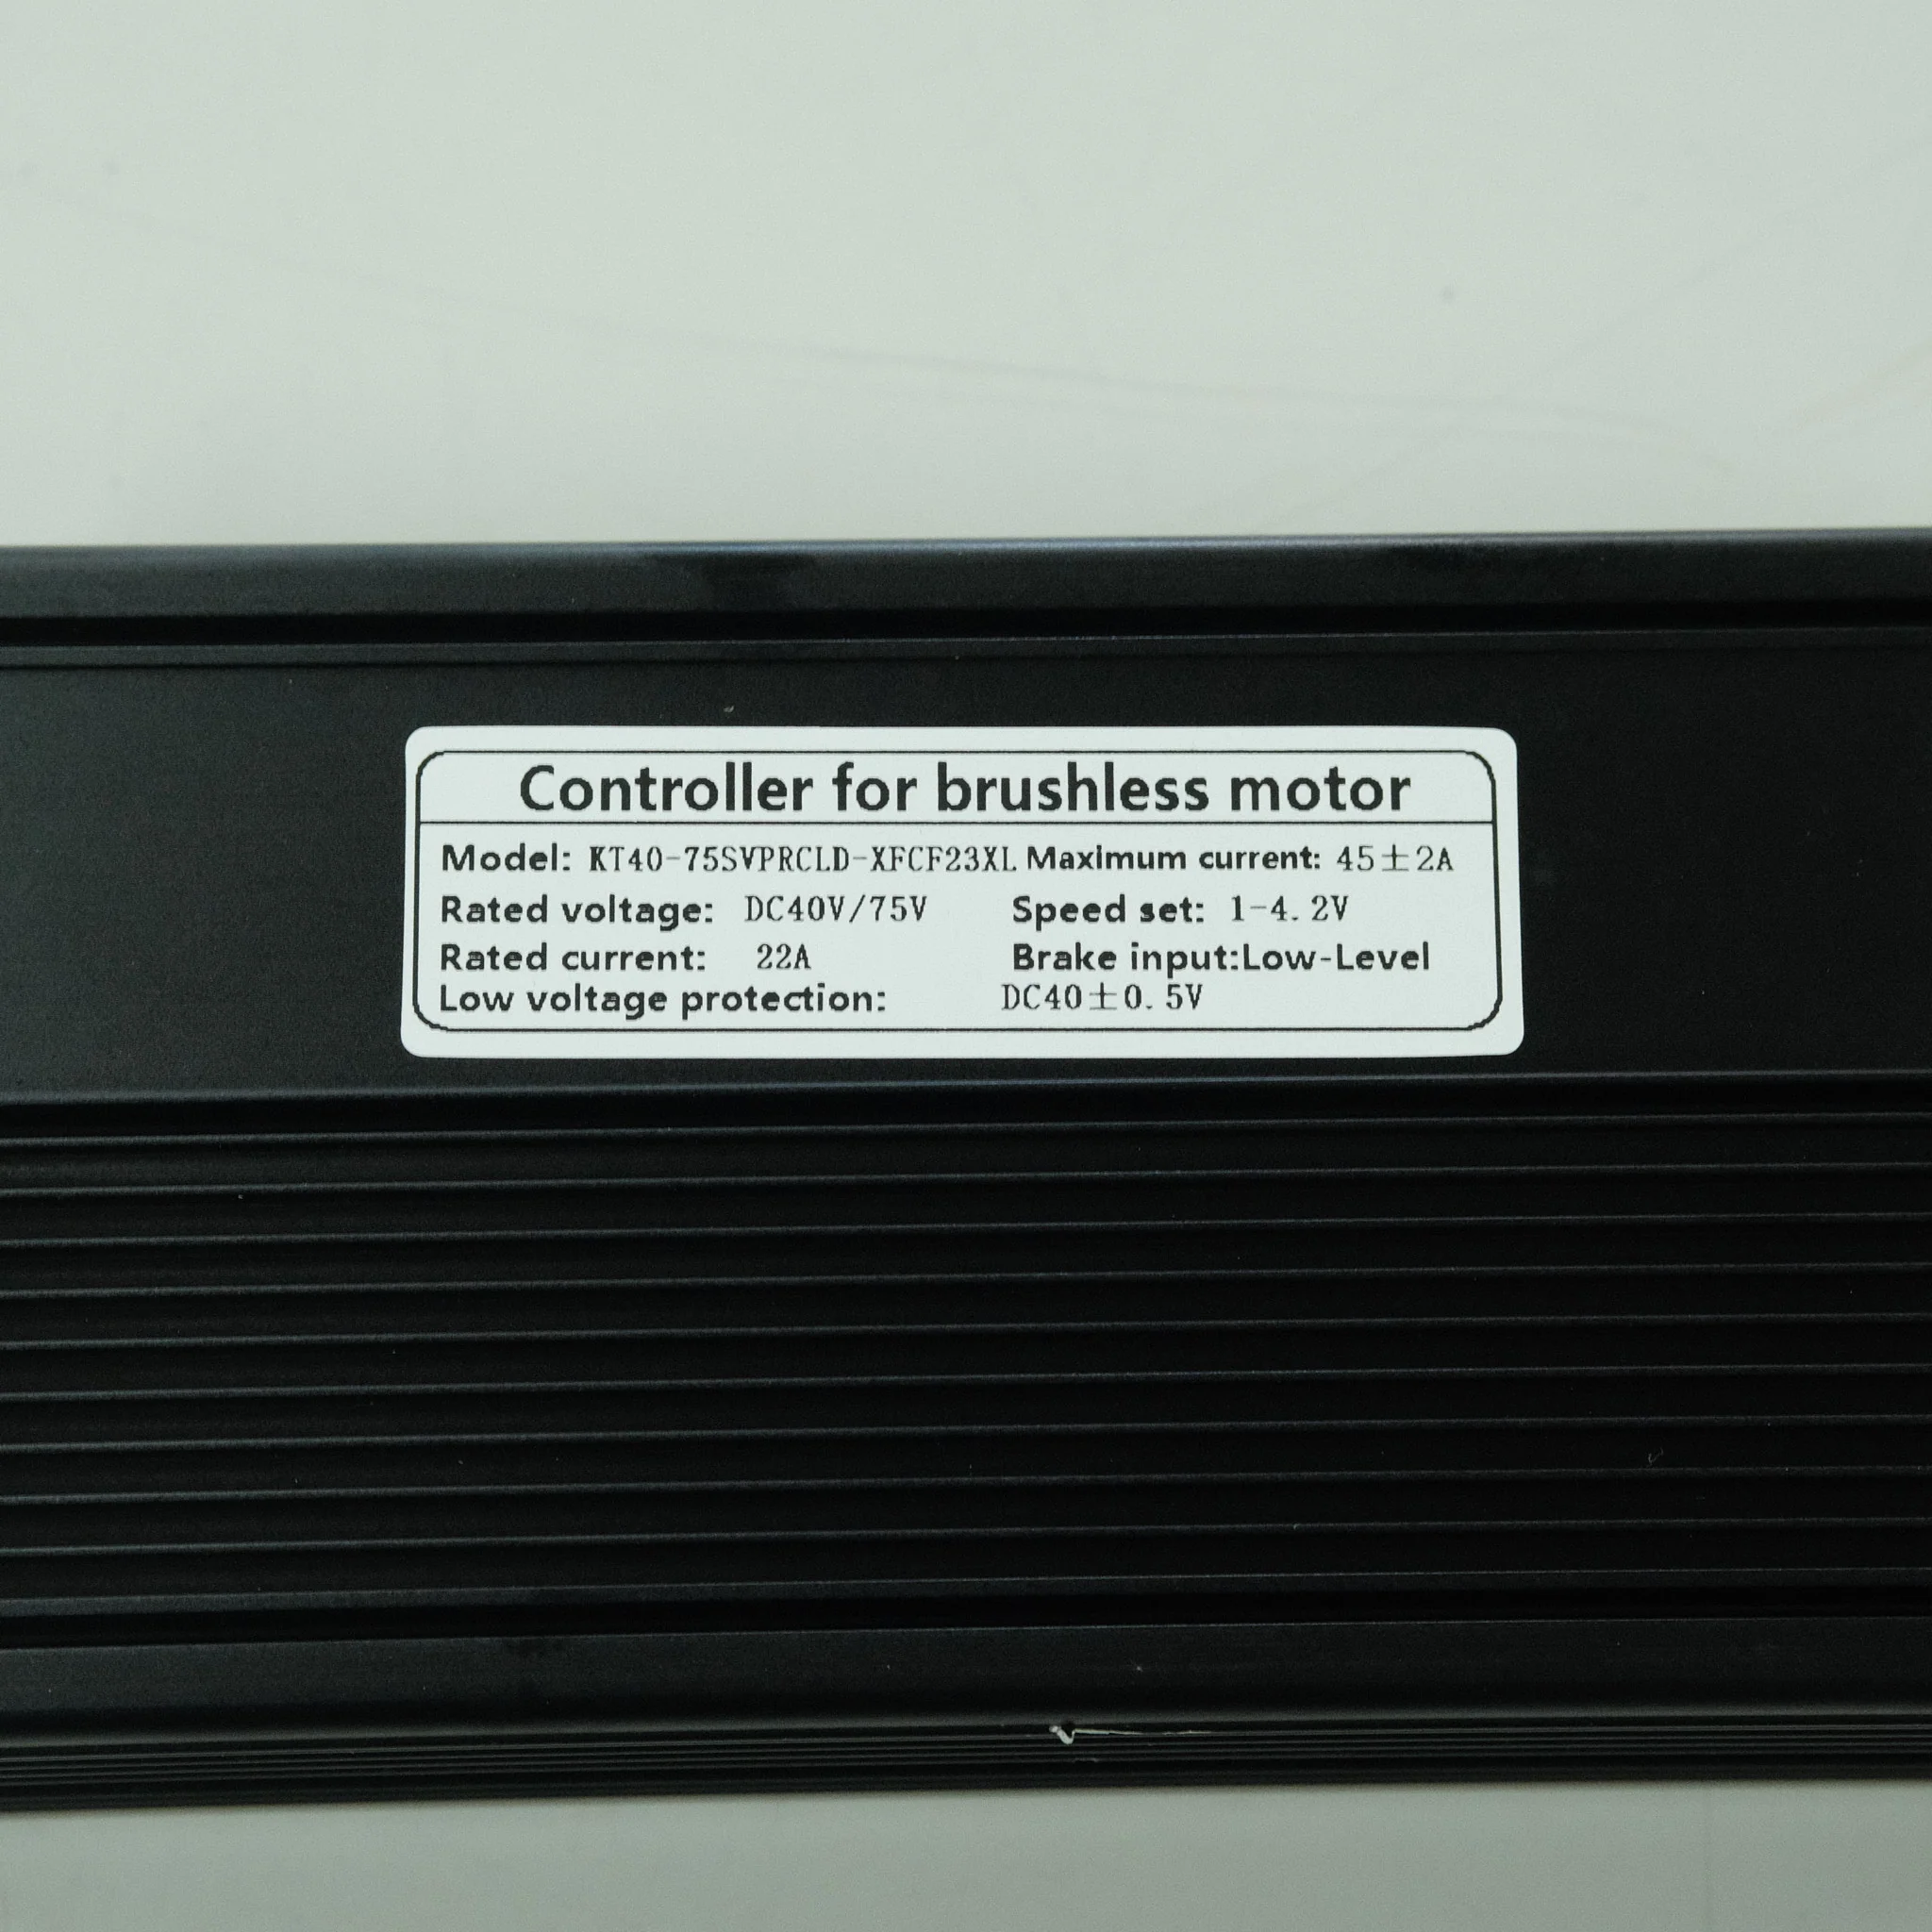 Controller for brushless motor
Model: KT40-75SVPRCLD-XFCF23XL Maximum current: 45±2A
Rated voltage: DC40V/75V Speed set: 1-4.2V
Rated current: 22A Brake input:Low-Level
Low voltage protection: DC40±0.5V